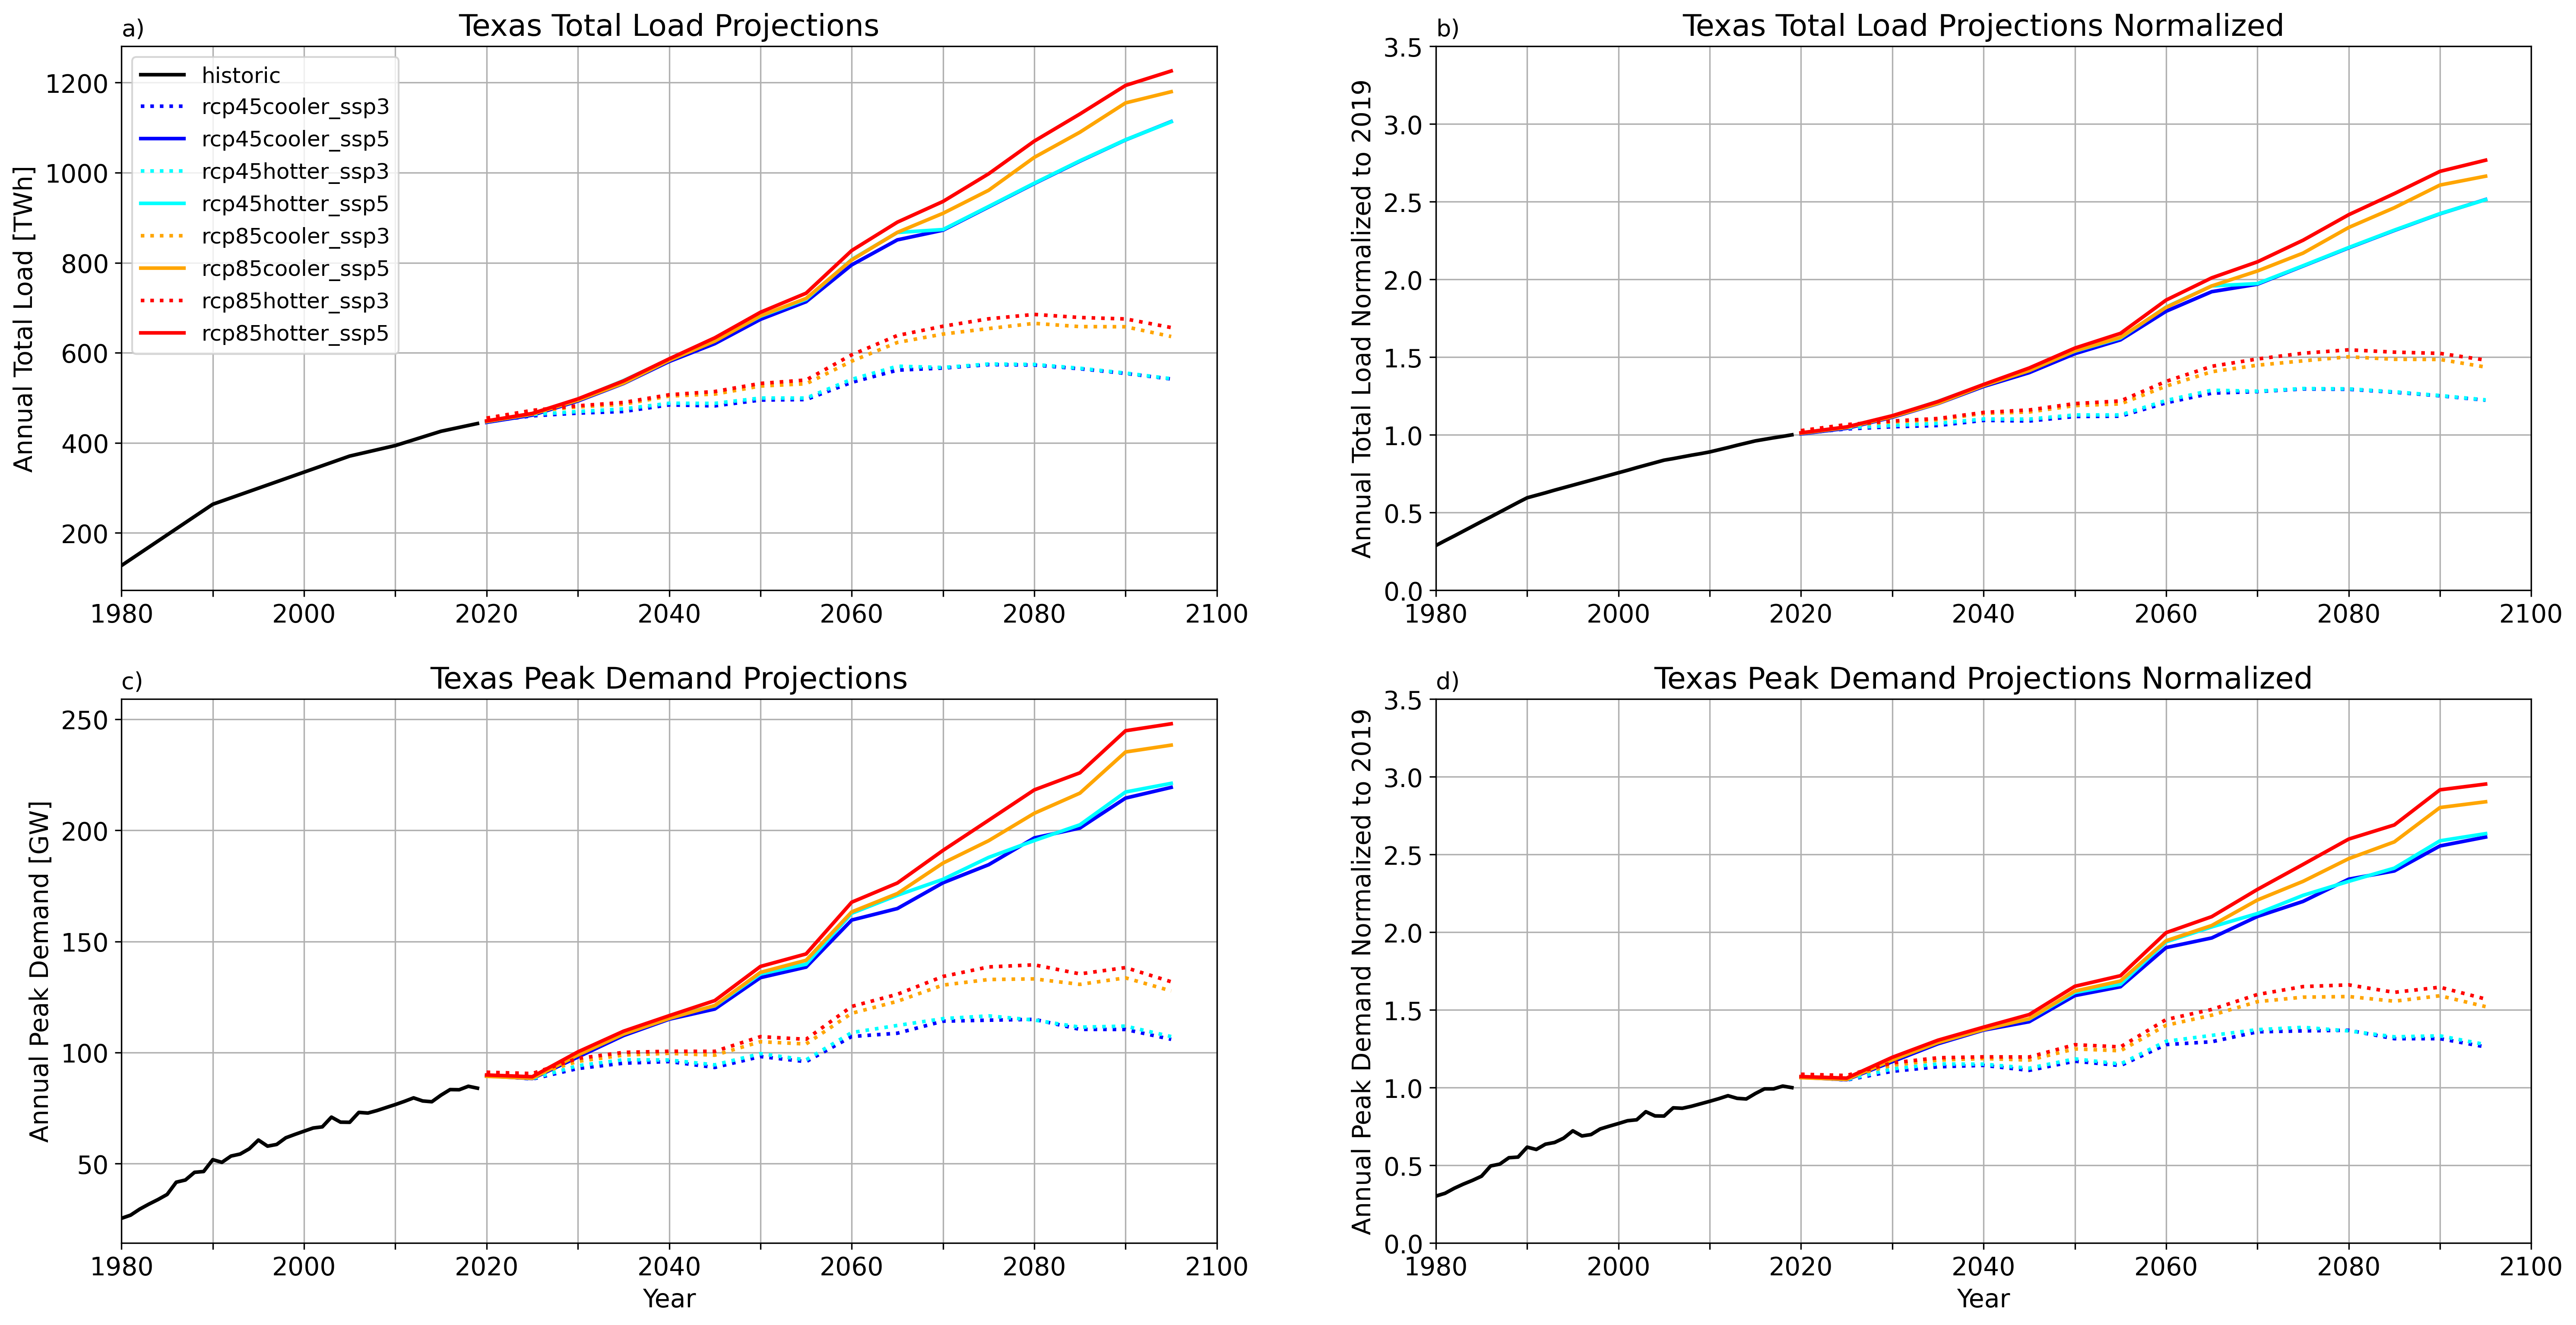 a)
Texas Total Load Projections
Annual Total Load [TWh]
1200
1000
800
600
400
200
historic
rcp45cooler_ssp3
rcp45cooler_ssp5
rcp45hotter_ssp3
rcp45hotter_ssp5
rcp85cooler_ssp3
rcp85cooler_ssp5
rcp85hotter_ssp3
rcp85hotter_ssp5
1980 2000 2020 2040 2060 2080 2100
b)
Texas Total Load Projections Normalized
Annual Total Load Normalized to 2019
3.5
3.0
2.5
2.0
1.5
1.0
0.5
0.0
1980 2000 2020 2040 2060 2080 2100
c)
Texas Peak Demand Projections
Annual Peak Demand [GW]
250
200
150
100
50
1980 2000 2020 2040 2060 2080 2100
Year
d)
Texas Peak Demand Projections Normalized
Annual Peak Demand Normalized to 2019
3.5
3.0
2.5
2.0
1.5
1.0
0.5
0.0
1980 2000 2020 2040 2060 2080 2100
Year